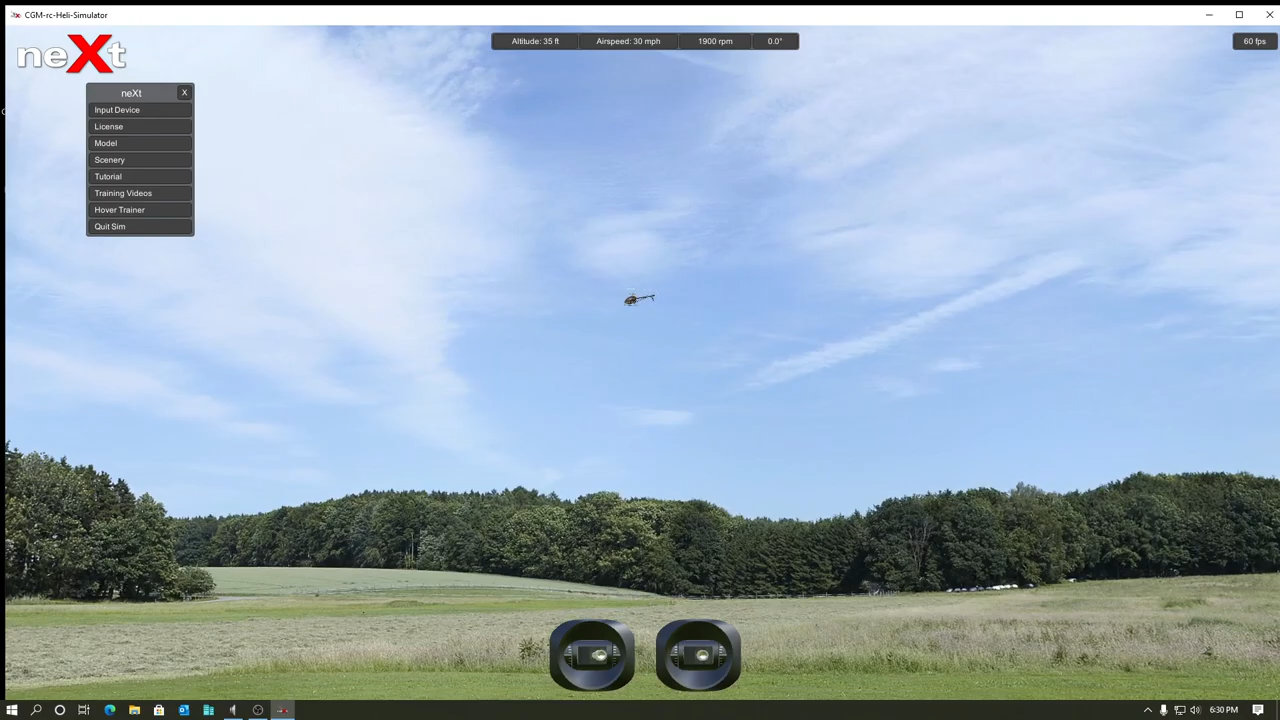 CGM-rc-Heli-Simulator
neXt
Altitude: 35 ft Airspeed: 30 mph 1900 rpm 0.0°
60 fps
neXt X
Input Device
License
Model
Scenery
Tutorial
Training Videos
Hover Trainer
Quit Sim
6:30 PM